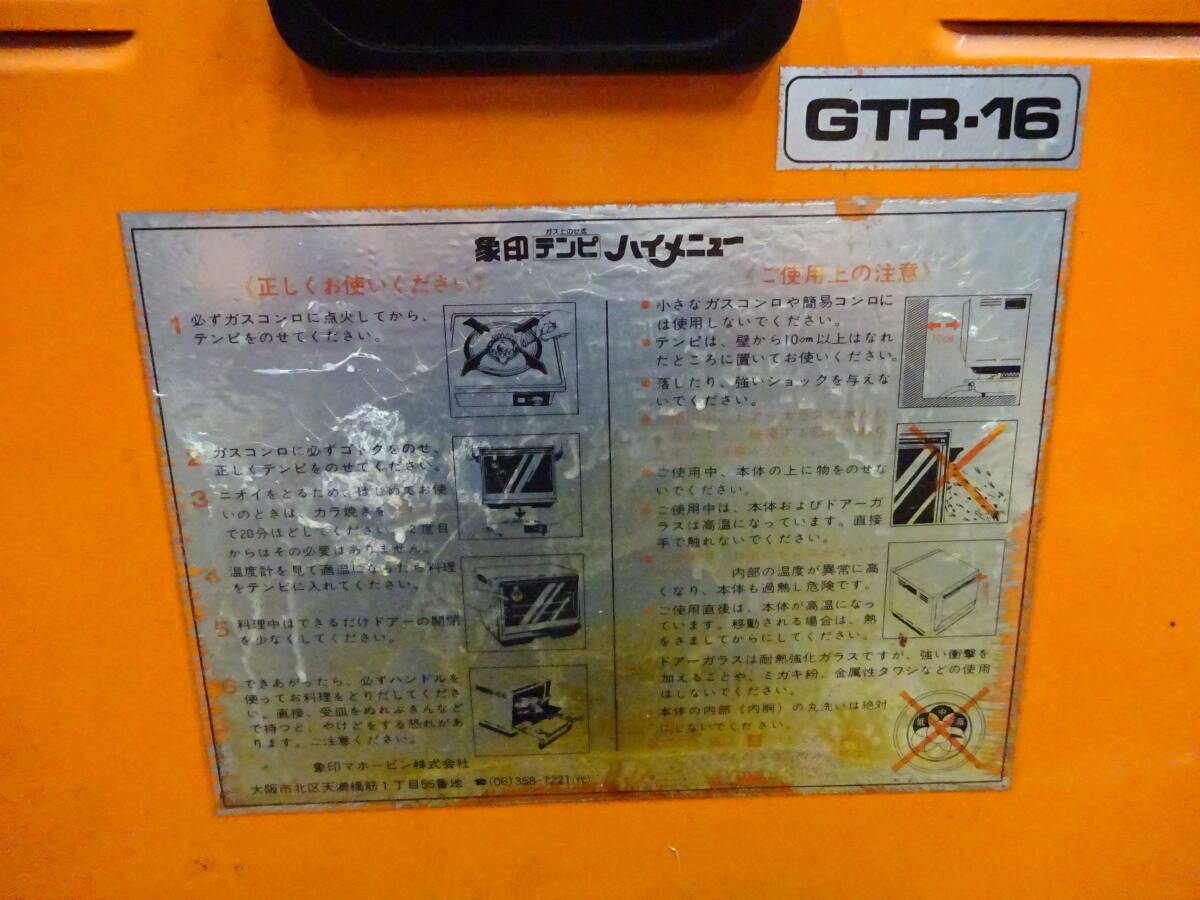 GTR-16
ガス上のせ式
象印テンピハイメニュー
〈正しくお使いください〉
1 必ずガスコンロに点火してから、
テンピをのせてください。
2 ガスコンロに必ずゴトクをのせ、
正しくテンピをのせてください。
3 ニオイをとるため、はじめてお使
いのときは、カラ焼きを
で20分ほどしてください。2度目
からはその必要はありません。
4 温度計を見て適温になったら料理
をテンピに入れてください。
5 料理中はできるだけドアーの開閉
を少なくしてください。
6 できあがったら、必ずハンドルを
使ってお料理をとりだしてくださ
い。直接、受皿をぬれぶきんなど
で持つと、やけどをする恐れがあ
ります。ご注意ください。
象印マホービン株式会社
大阪市北区天満橋筋1丁目55番地 ☎(06)358-1221(代)
〈ご使用上の注意〉
●小さなガスコンロや簡易コンロに
は使用しないでください。
●テンピは、壁から10cm以上はなれ
たところに置いてお使いください。
●落したり、強いショックを与えな
いでください。
●ご使用中、本体の上に物をのせな
いでください。
●ご使用中は、本体およびドアーガ
ラスは高温になっています。直接
手で触れないでください。
内部の温度が異常に高
くなり、本体も過熱し危険です。
●ご使用直後は、本体が高温になっ
ています。移動される場合は、熱
をさましてからにしてください。
ドアーガラスは耐熱強化ガラスですが、強い衝撃を
加えることや、ミガキ粉、金属性タワシなどの使用
はしないでください。
本体の内部(内胴)の丸洗いは絶対
にしないでください。
10cm